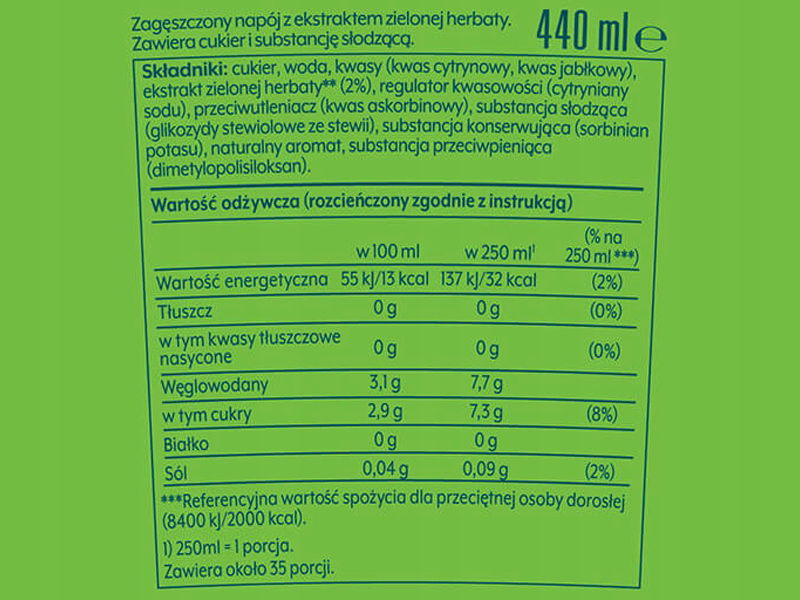 Zagęszczony napój z ekstraktem zielonej herbaty.
Zawiera cukier i substancję słodzącą.
440 ml e
Składniki: cukier, woda, kwasy (kwas cytrynowy, kwas jabłkowy),
ekstrakt zielonej herbaty** (2%), regulator kwasowości (cytryniany
sodu), przeciwutleniacz (kwas askorbinowy), substancja słodząca
(glikozydy stewiolowe ze stewii), substancja konserwująca (sorbinian
potasu), naturalny aromat, substancja przeciwpieniąca
(dimetylopolisiloksan).
Wartość odżywcza (rozcieńczony zgodnie z instrukcją)
w 100 ml w 250 ml¹ (% na
250 ml ***)
Wartość energetyczna 55 kJ/13 kcal 137 kJ/32 kcal (2%)
Tłuszcz 0 g 0 g (0%)
w tym kwasy tłuszczowe
nasycone 0 g 0 g (0%)
Węglowodany 3,1 g 7,7 g
w tym cukry 2,9 g 7,3 g (8%)
Białko 0 g 0 g
Sól 0,04 g 0,09 g (2%)
***Referencyjna wartość spożycia dla przeciętnej osoby dorosłej
(8400 kJ/2000 kcal).
1) 250ml = 1 porcja.
Zawiera około 35 porcji.